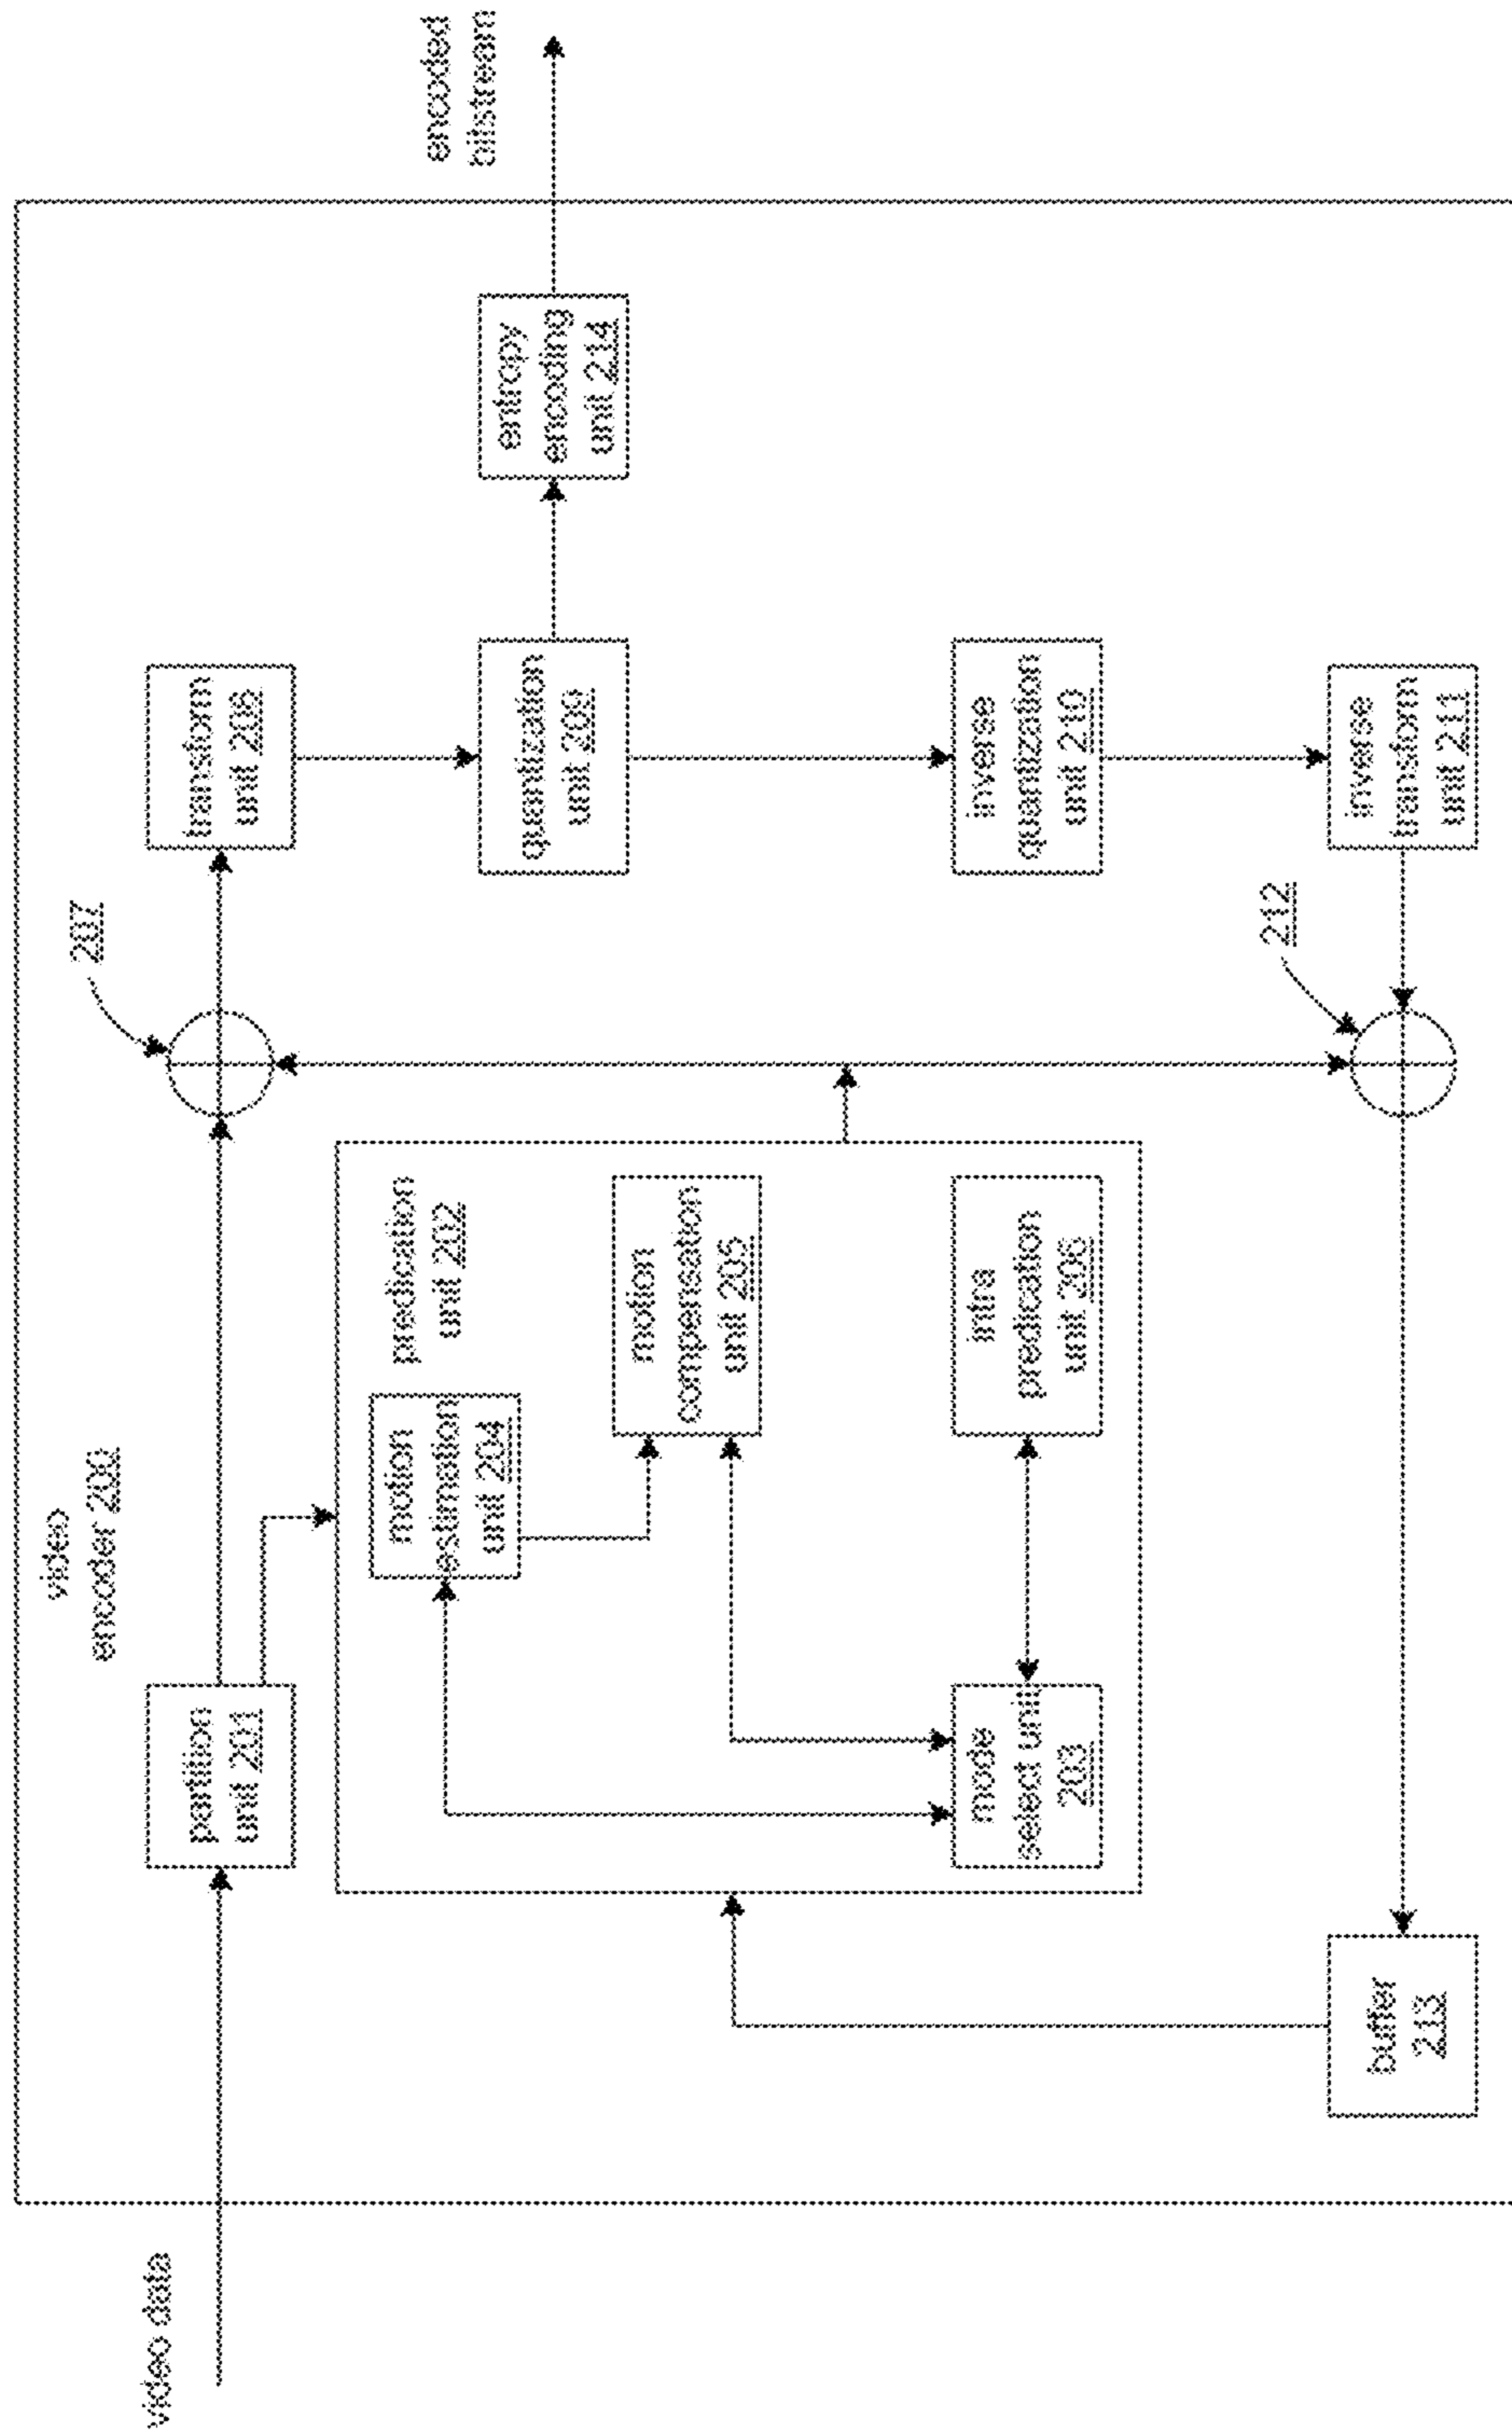 video
encoder 200
video data
partition
unit 201
207
transform
unit 208
encoded
bitstream
predication
unit 202
motion
estimation
unit 204
quantization
unit 209
entropy
encoding
unit 214
motion
compensation
unit 205
mode
select unit
203
intra
predication
unit 206
inverse
quantization
unit 210
212
buffer
213
inverse
transform
unit 211